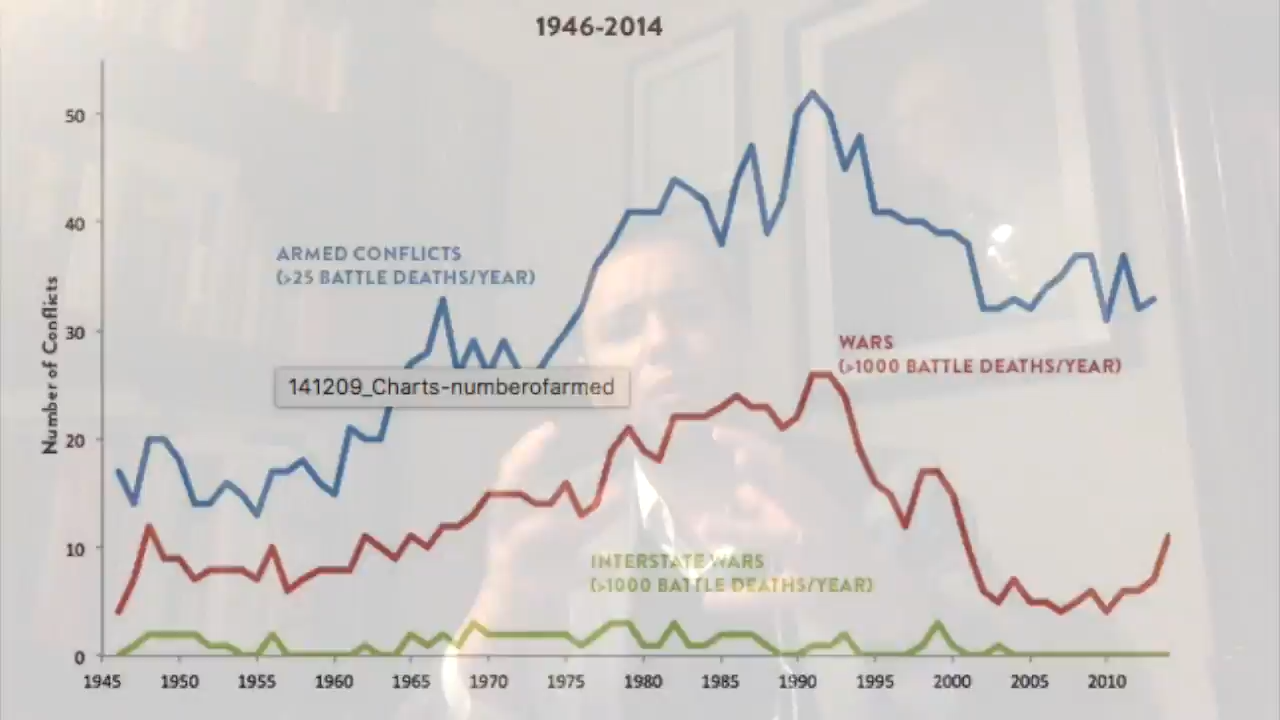 1946-2014
50
40
30
20
10
0
Number of Conflicts
ARMED CONFLICTS
(>25 BATTLE DEATHS/YEAR)
WARS
(>1000 BATTLE DEATHS/YEAR)
141209_Charts-numberofarmed
INTERSTATE WARS
(>1000 BATTLE DEATHS/YEAR)
1945 1950 1955 1960 1965 1970 1975 1980 1985 1990 1995 2000 2005 2010